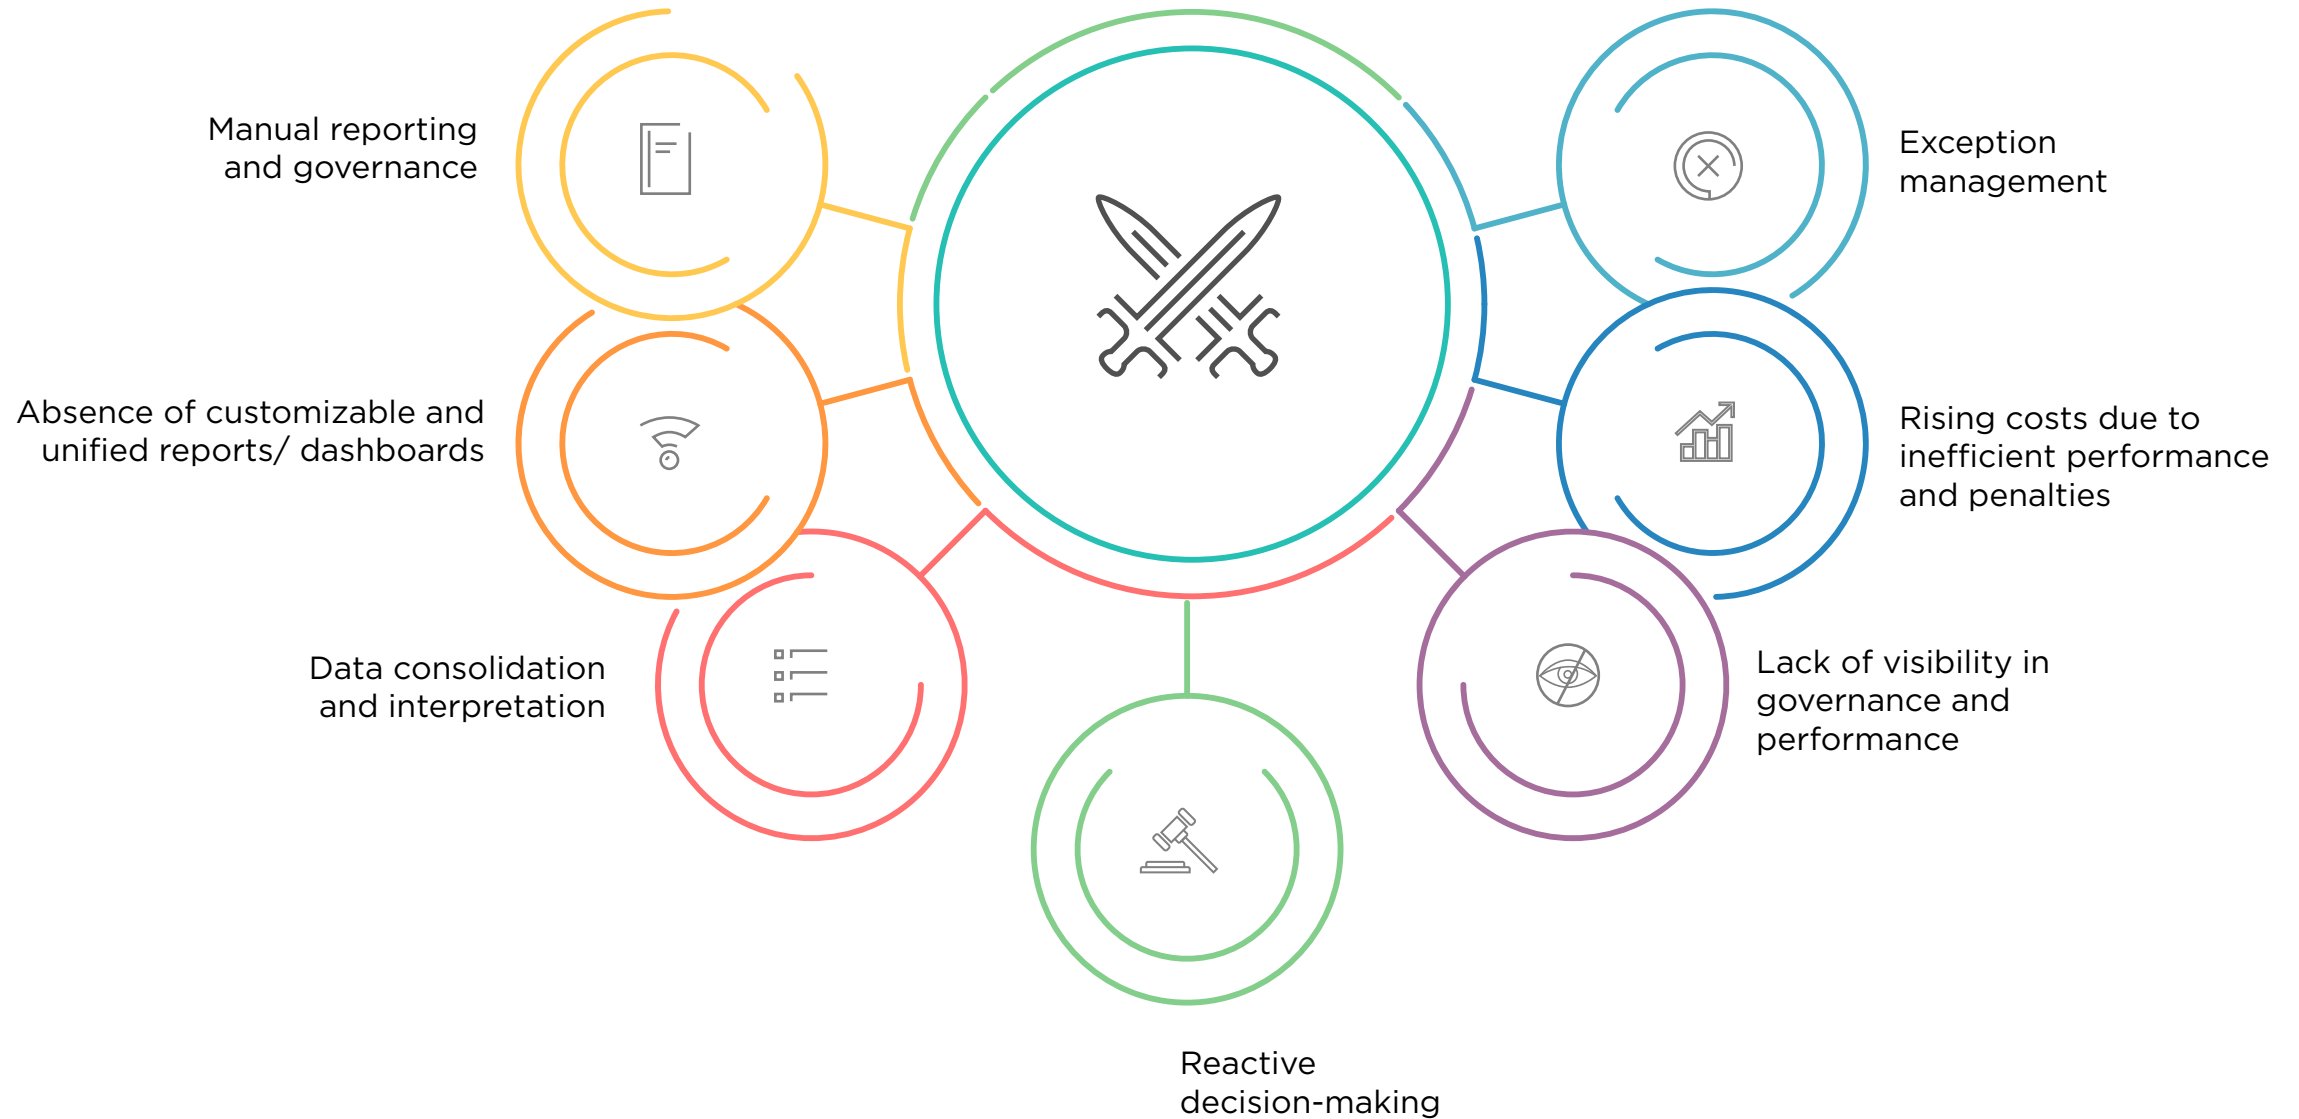 Manual reporting
and governance
Absence of customizable and
unified reports/ dashboards
Data consolidation
and interpretation
Reactive
decision-making
Lack of visibility in
governance and
performance
Rising costs due to
inefficient performance
and penalties
Exception
management